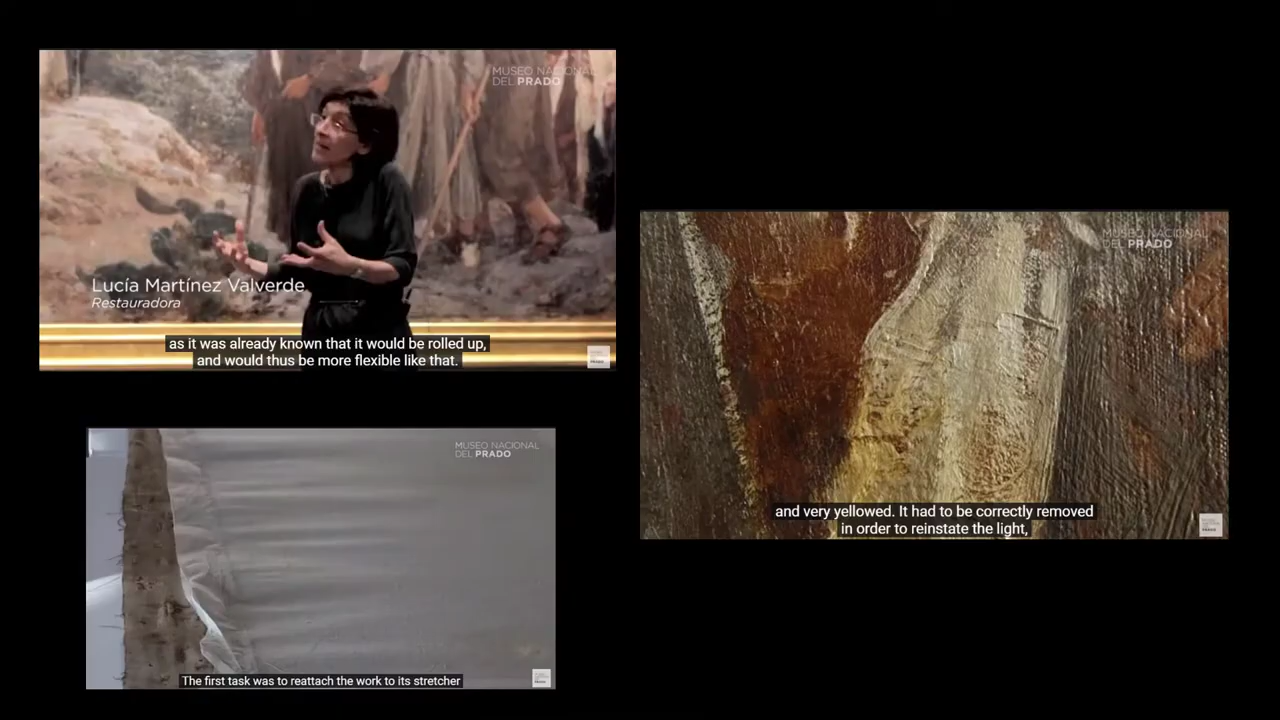 MUSEO NACIONAL
DEL PRADO
Lucía Martínez Valverde
Restauradora
as it was already known that it would be rolled up,
and would thus be more flexible like that.
MUSEO NACIONAL
DEL PRADO
and very yellowed. It had to be correctly removed
in order to reinstate the light,
MUSEO NACIONAL
DEL PRADO
The first task was to reattach the work to its stretcher